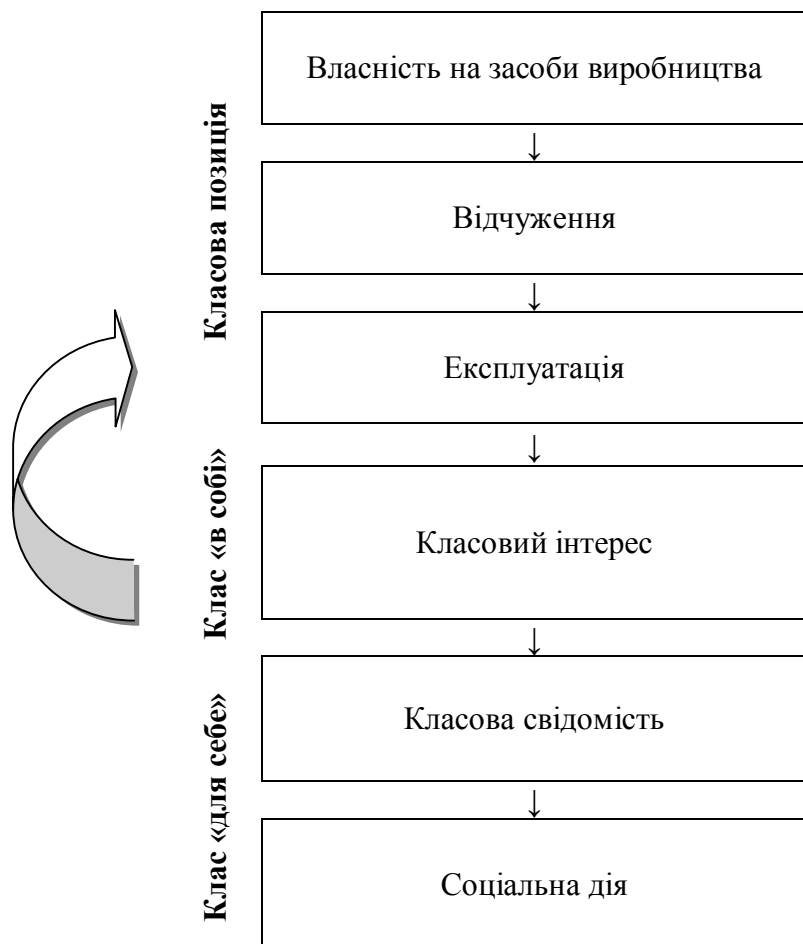 Власність на засоби виробництва
↓
Відчуження
↓
Експлуатація
↓
Класовий інтерес
↓
Класова свідомість
↓
Соціальна дія
Класова позиція
Клас «в собі»
Клас «для себе»